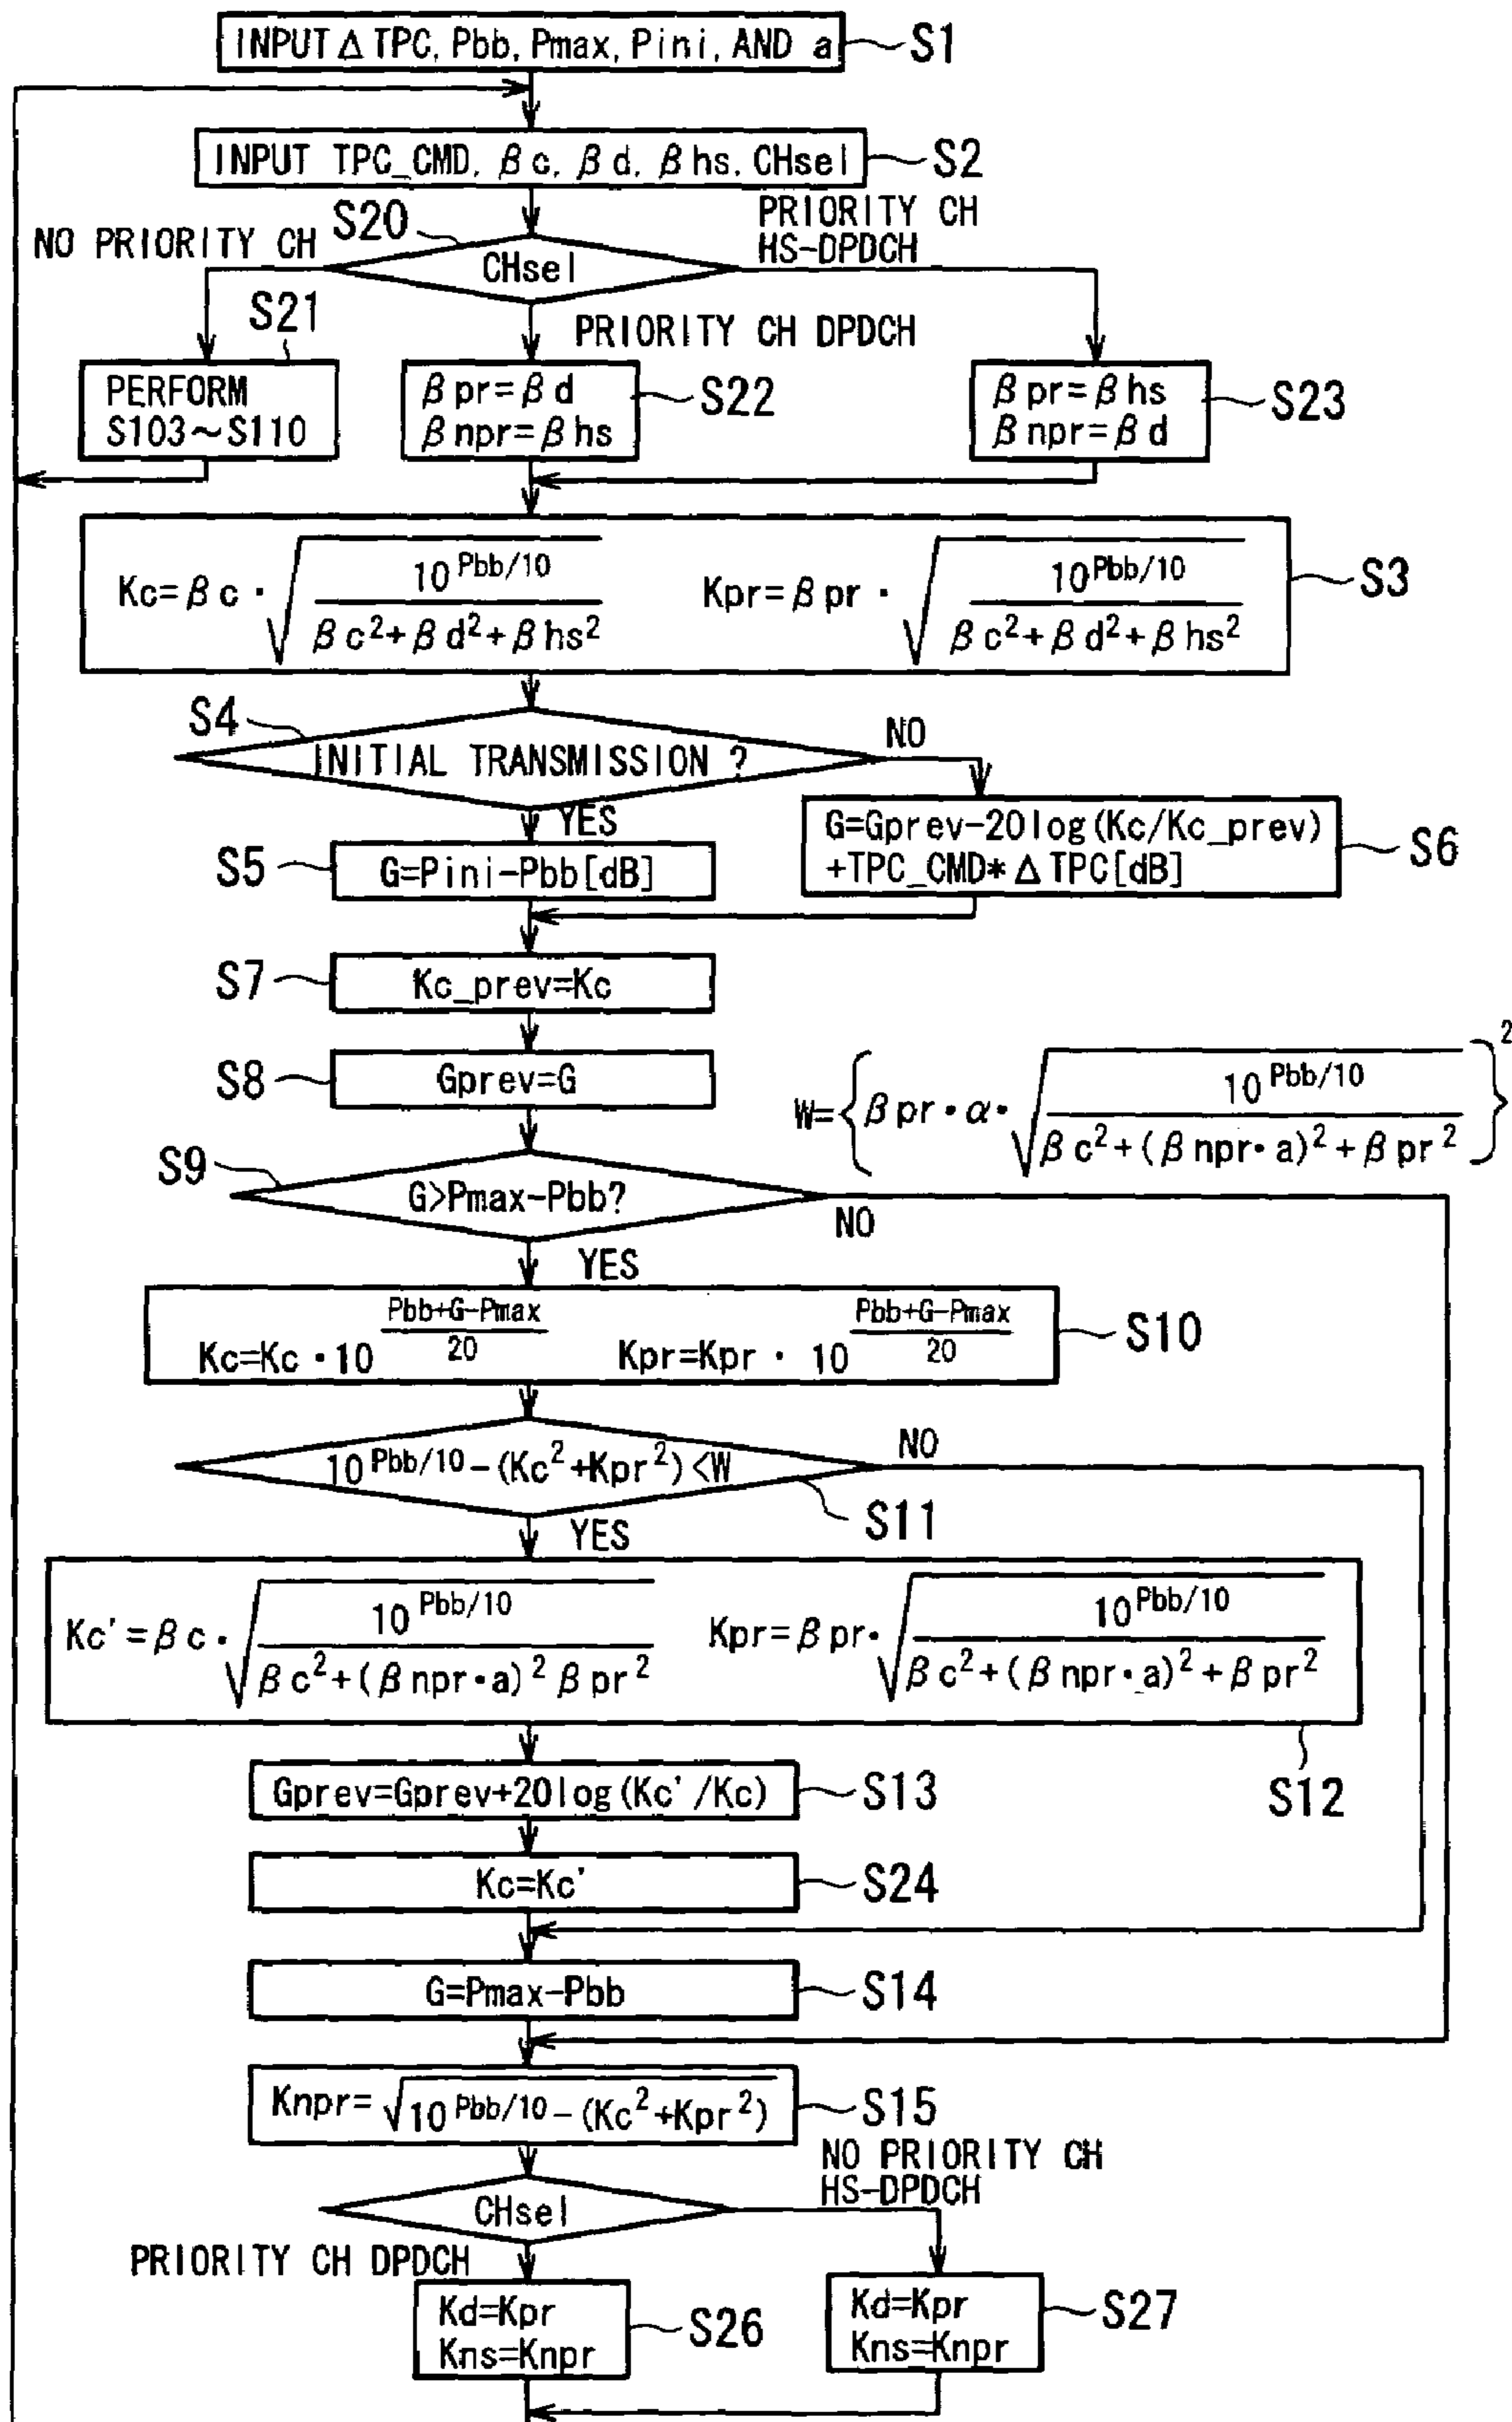 INPUT Δ TPC, Pbb, Pmax, Pini, AND a
S1
INPUT TPC_CMD, β c, β d, β hs, CHsel
S2
S20
NO PRIORITY CH
PRIORITY CH
HS-DPDCH
CHsel
S21
PRIORITY CH DPDCH
PERFORM
S103~S110
β pr=β d
β npr=β hs
S22
β pr=β hs
β npr=β d
S23
Kc=β c · √(10^Pbb/10 / (β c²+β d²+β hs²))
Kpr=β pr · √(10^Pbb/10 / (β c²+β d²+β hs²))
S3
S4
INITIAL TRANSMISSION ?
NO
YES
S5
G=Pini-Pbb[dB]
G=Gprev-20log(Kc/Kc_prev)
+TPC_CMD* Δ TPC[dB]
S6
S7
Kc_prev=Kc
S8
Gprev=G
W={β pr · α · √(10^Pbb/10 / (β c²+(β npr · a)²+β pr²))}²
S9
G>Pmax-Pbb?
NO
YES
Kc=Kc · 10^((Pbb+G-Pmax)/20)
Kpr=Kpr · 10^((Pbb+G-Pmax)/20)
S10
10^Pbb/10-(Kc²+Kpr²)<W
NO
S11
YES
Kc'=β c · √(10^Pbb/10 / (β c²+(β npr · a)² β pr²))
Kpr=β pr · √(10^Pbb/10 / (β c²+(β npr · a)²+β pr²))
S12
Gprev=Gprev+20log(Kc'/Kc)
S13
Kc=Kc'
S24
G=Pmax-Pbb
S14
Knpr=√(10^Pbb/10-(Kc²+Kpr²))
S15
NO PRIORITY CH
HS-DPDCH
CHsel
PRIORITY CH DPDCH
Kd=Kpr
Kns=Knpr
S26
Kd=Kpr
Kns=Knpr
S27